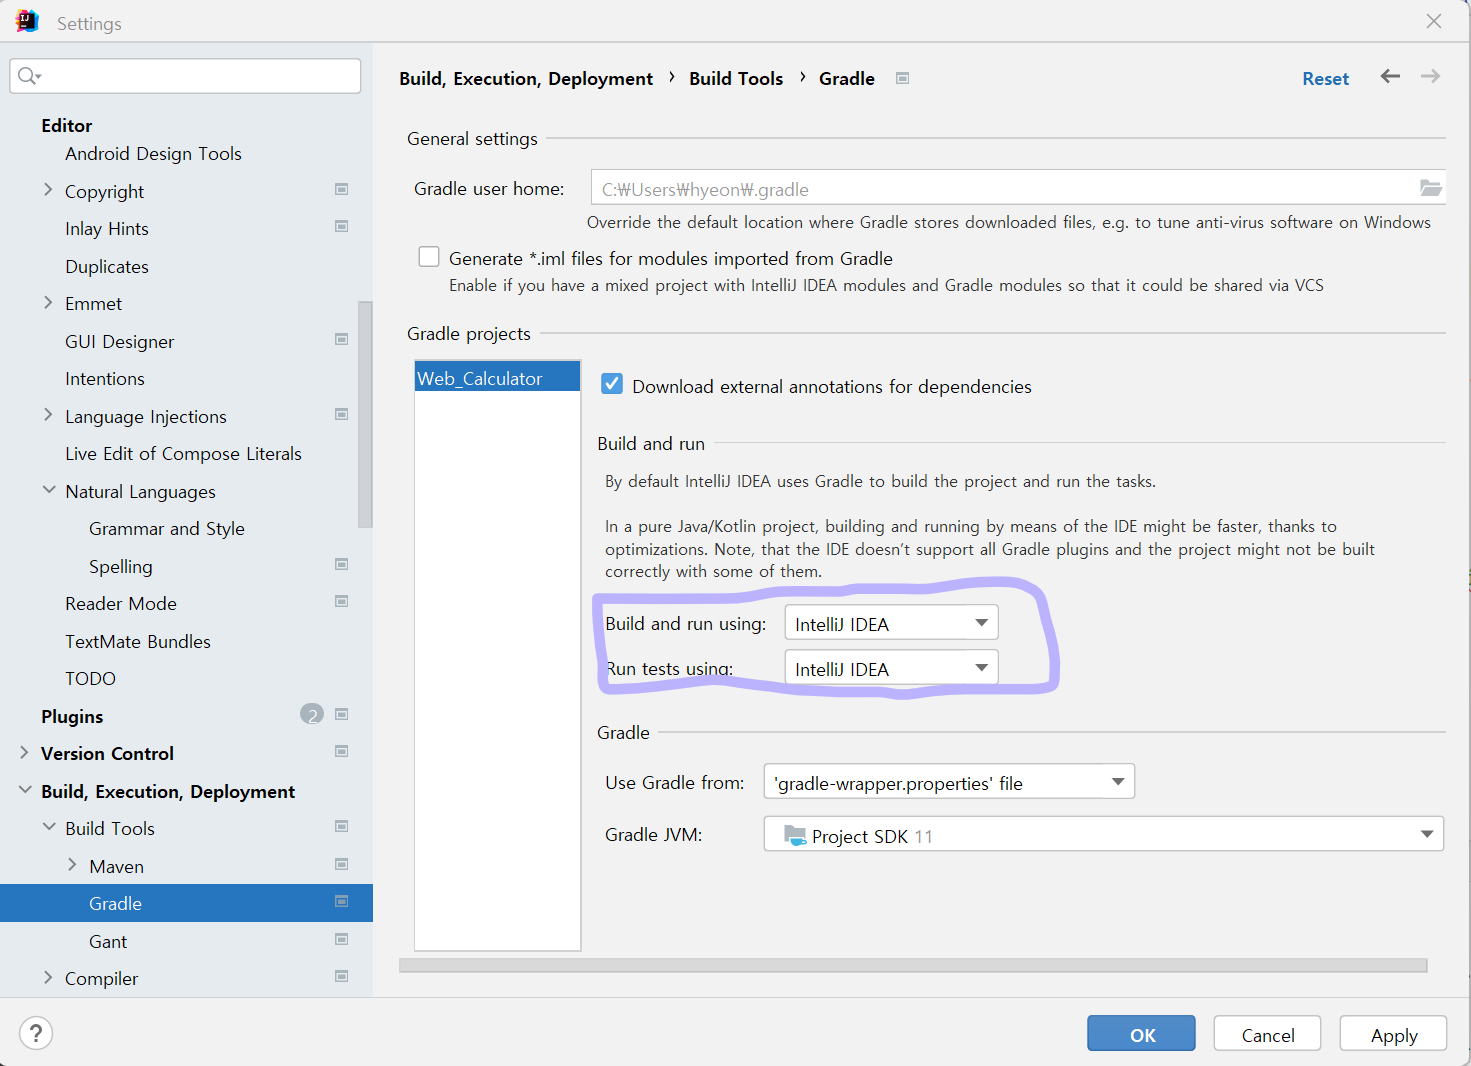 Settings
Editor
Android Design Tools
Copyright
Inlay Hints
Duplicates
Emmet
GUI Designer
Intentions
Language Injections
Live Edit of Compose Literals
Natural Languages
Grammar and Style
Spelling
Reader Mode
TextMate Bundles
TODO
Plugins 2
Version Control
Build, Execution, Deployment
Build Tools
Maven
Gradle
Gant
Compiler
Build, Execution, Deployment › Build Tools › Gradle
Reset
General settings
Gradle user home: C:₩Users₩hyeon₩.gradle
Override the default location where Gradle stores downloaded files, e.g. to tune anti-virus software on Windows
Generate *.iml files for modules imported from Gradle
Enable if you have a mixed project with IntelliJ IDEA modules and Gradle modules so that it could be shared via VCS
Gradle projects
Web_Calculator
Download external annotations for dependencies
Build and run
By default IntelliJ IDEA uses Gradle to build the project and run the tasks.
In a pure Java/Kotlin project, building and running by means of the IDE might be faster, thanks to
optimizations. Note, that the IDE doesn't support all Gradle plugins and the project might not be built
correctly with some of them.
Build and run using: IntelliJ IDEA
Run tests using: IntelliJ IDEA
Gradle
Use Gradle from: 'gradle-wrapper.properties' file
Gradle JVM: Project SDK 11
?
OK
Cancel
Apply